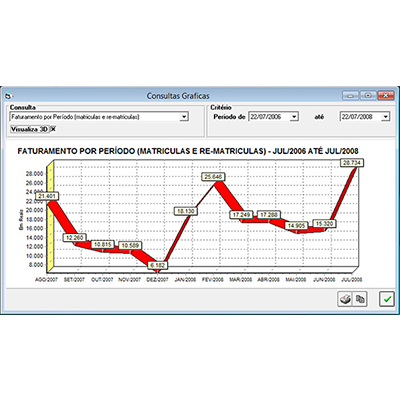 Consultas Graficas
Consulta
Faturamento por Período (matriculas e re-matriculas)
Visualiza 3D
Critério
Periodo de 22/07/2006 até 22/07/2008
FATURAMENTO POR PERÍODO (MATRICULAS E RE-MATRICULAS) - JUL/2006 ATÉ JUL/2008
Em Reais
28.000
26.000
24.000
22.000
20.000
18.000
16.000
14.000
12.000
10.000
8.000
21.401
12.260
10.815
10.589
6.182
18.130
25.646
17.249
17.288
14.905
15.320
28.734
AGO/2007 SET/2007 OUT/2007 NOV/2007 DEZ/2007 JAN/2008 FEV/2008 MAR/2008 ABR/2008 MAI/2008 JUN/2008 JUL/2008